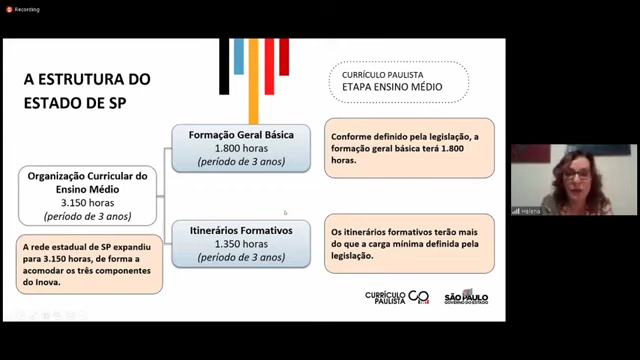 Recording
A ESTRUTURA DO
ESTADO DE SP
CURRÍCULO PAULISTA
ETAPA ENSINO MÉDIO
Formação Geral Básica
1.800 horas
(período de 3 anos)
Conforme definido pela legislação, a
formação geral básica terá 1.800
horas.
Organização Curricular do
Ensino Médio
3.150 horas
(período de 3 anos)
Itinerários Formativos
1.350 horas
(período de 3 anos)
Os itinerários formativos terão mais
do que a carga mínima definida pela
legislação.
A rede estadual de SP expandiu
para 3.150 horas, de forma a
acomodar os três componentes
do Inova.
CURRÍCULO
PAULISTA
SÃO PAULO
GOVERNO DO ESTADO
Helena